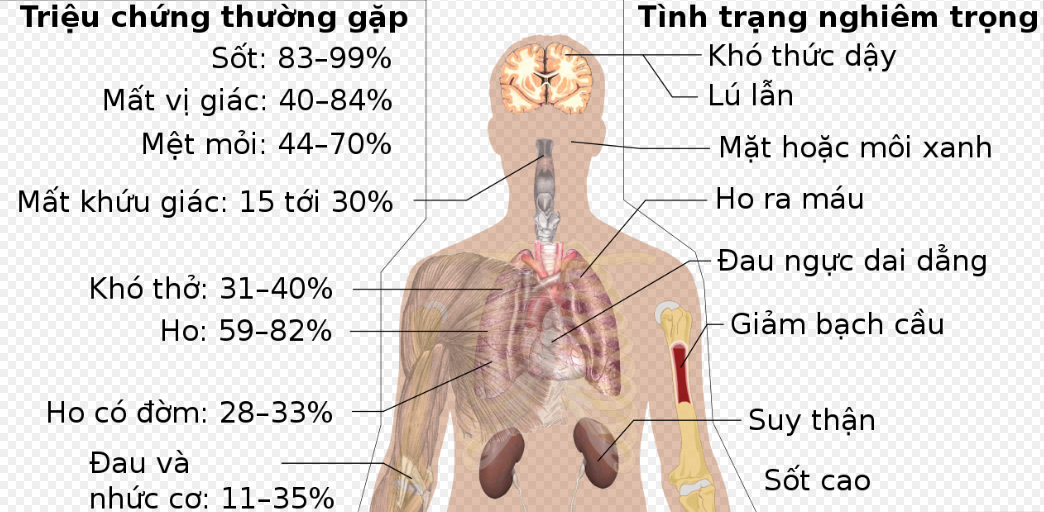 Triệu chứng thường gặp
Sốt: 83–99%
Mất vị giác: 40–84%
Mệt mỏi: 44–70%
Mất khứu giác: 15 tới 30%
Khó thở: 31–40%
Ho: 59–82%
Ho có đờm: 28–33%
Đau và
nhức cơ: 11–35%
Tình trạng nghiêm trọng
Khó thức dậy
Lú lẫn
Mặt hoặc môi xanh
Ho ra máu
Đau ngực dai dẳng
Giảm bạch cầu
Suy thận
Sốt cao